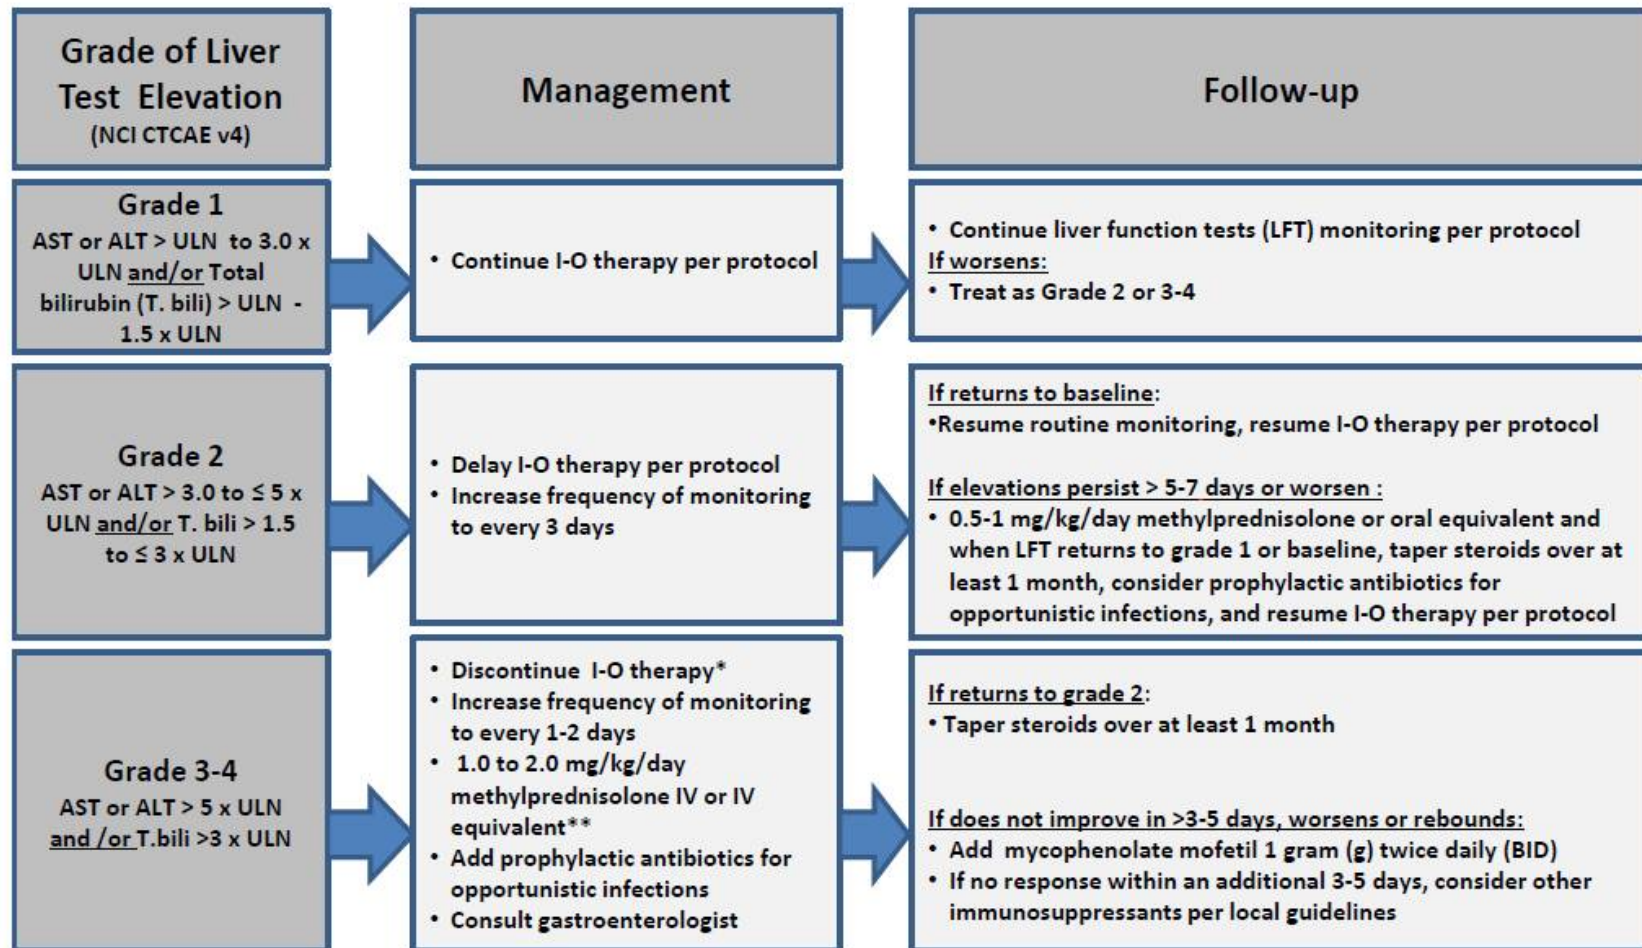 Grade of Liver
Test Elevation
(NCI CTCAE v4)
Management
Follow-up
Grade 1
AST or ALT > ULN to 3.0 x
ULN and/or Total
bilirubin (T. bili) > ULN -
1.5 x ULN
• Continue I-O therapy per protocol
• Continue liver function tests (LFT) monitoring per protocol
If worsens:
• Treat as Grade 2 or 3-4
Grade 2
AST or ALT > 3.0 to ≤ 5 x
ULN and/or T. bili > 1.5
to ≤ 3 x ULN
• Delay I-O therapy per protocol
• Increase frequency of monitoring
to every 3 days
If returns to baseline:
•Resume routine monitoring, resume I-O therapy per protocol
If elevations persist > 5-7 days or worsen :
• 0.5-1 mg/kg/day methylprednisolone or oral equivalent and
when LFT returns to grade 1 or baseline, taper steroids over at
least 1 month, consider prophylactic antibiotics for
opportunistic infections, and resume I-O therapy per protocol
Grade 3-4
AST or ALT > 5 x ULN
and /or T.bili >3 x ULN
• Discontinue I-O therapy*
• Increase frequency of monitoring
to every 1-2 days
• 1.0 to 2.0 mg/kg/day
methylprednisolone IV or IV
equivalent**
• Add prophylactic antibiotics for
opportunistic infections
• Consult gastroenterologist
If returns to grade 2:
• Taper steroids over at least 1 month
If does not improve in >3-5 days, worsens or rebounds:
• Add mycophenolate mofetil 1 gram (g) twice daily (BID)
• If no response within an additional 3-5 days, consider other
immunosuppressants per local guidelines